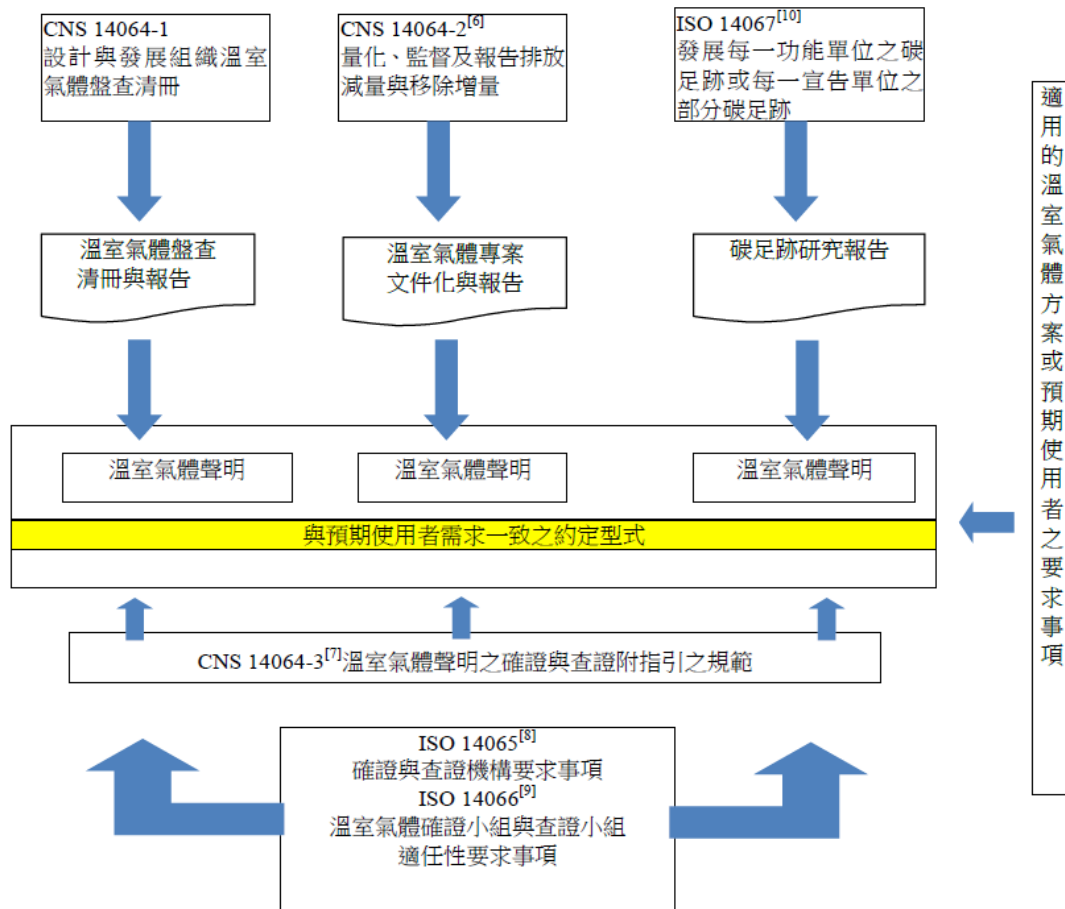 CNS 14064-1
設計與發展組織溫室
氣體盤查清冊
CNS 14064-2[6]
量化、監督及報告排放
減量與移除增量
ISO 14067[10]
發展每一功能單位之碳
足跡或每一宣告單位之
部分碳足跡
溫室氣體盤查
清冊與報告
溫室氣體專案
文件化與報告
碳足跡研究報告
溫室氣體聲明
溫室氣體聲明
溫室氣體聲明
與預期使用者需求一致之約定型式
CNS 14064-3[7]溫室氣體聲明之確證與查證附指引之規範
ISO 14065[8]
確證與查證機構要求事項
ISO 14066[9]
溫室氣體確證小組與查證小組
適任性要求事項
適用的溫室氣體方案或預期使用者之要求事項